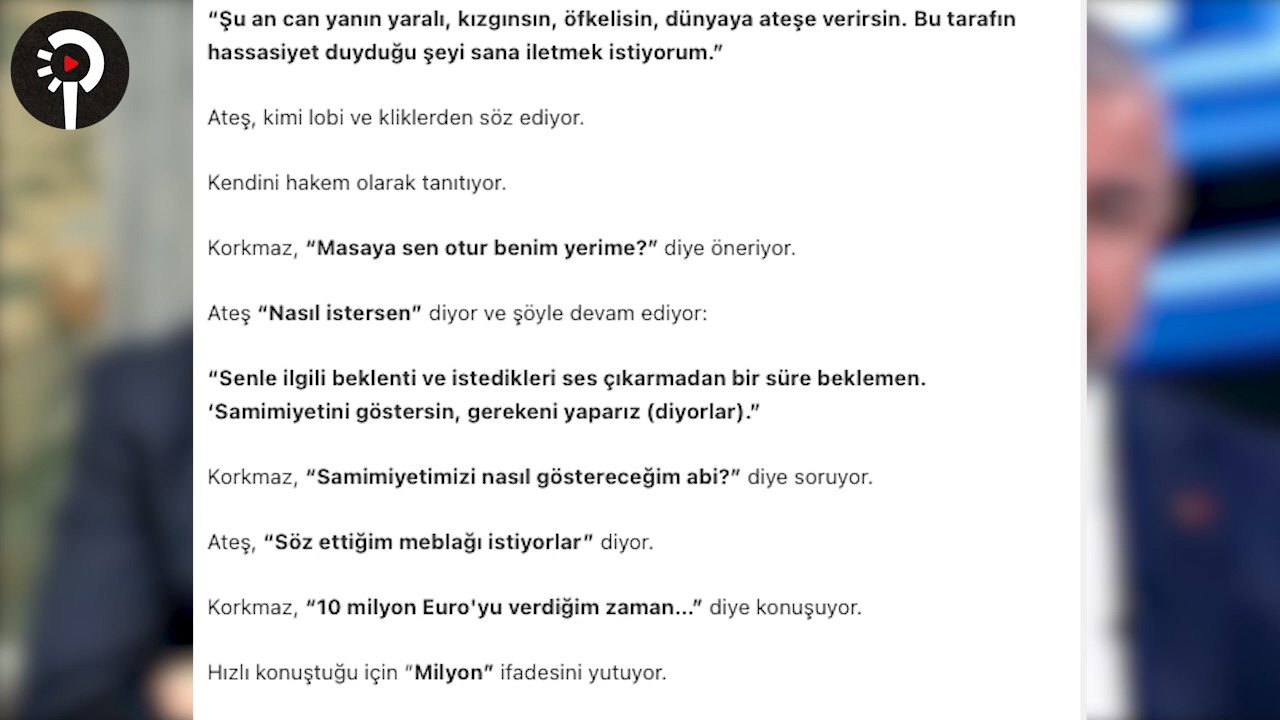 “Şu an can yanın yaralı, kızgınsın, öfkelisin, dünyaya ateşe verirsin. Bu tarafın
hassasiyet duyduğu şeyi sana iletmek istiyorum.”
Ateş, kimi lobi ve kliklerden söz ediyor.
Kendini hakem olarak tanıtıyor.
Korkmaz, “Masaya sen otur benim yerime?” diye öneriyor.
Ateş “Nasıl istersen” diyor ve şöyle devam ediyor:
“Senle ilgili beklenti ve istedikleri ses çıkarmadan bir süre beklemen.
‘Samimiyetini göstersin, gerekeni yaparız (diyorlar).”
Korkmaz, “Samimiyetimizi nasıl göstereceğim abi?” diye soruyor.
Ateş, “Söz ettiğim meblağı istiyorlar” diyor.
Korkmaz, “10 milyon Euro'yu verdiğim zaman...” diye konuşuyor.
Hızlı konuştuğu için “Milyon” ifadesini yutuyor.